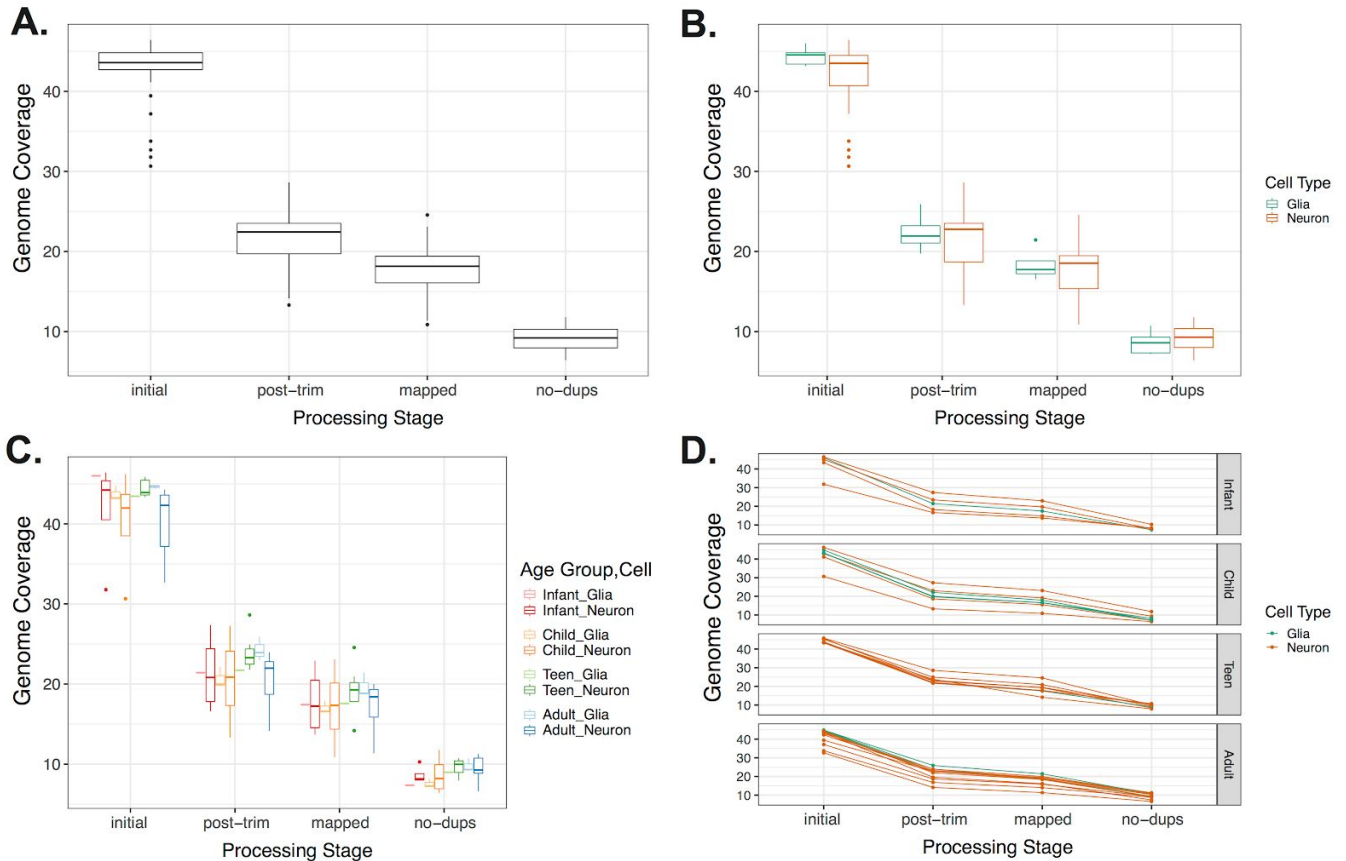 A.
Genome Coverage
40
30
20
10
initial post−trim mapped no−dups
Processing Stage
B.
Genome Coverage
40
30
20
10
initial post−trim mapped no−dups
Processing Stage
Cell Type
Glia
Neuron
C.
Genome Coverage
40
30
20
10
initial post−trim mapped no−dups
Processing Stage
Age Group,Cell
Infant_Glia
Infant_Neuron
Child_Glia
Child_Neuron
Teen_Glia
Teen_Neuron
Adult_Glia
Adult_Neuron
D.
Genome Coverage
40
30
20
10
Infant
40
30
20
10
Child
40
30
20
10
Teen
40
30
20
10
Adult
initial post−trim mapped no−dups
Processing Stage
Cell Type
Glia
Neuron